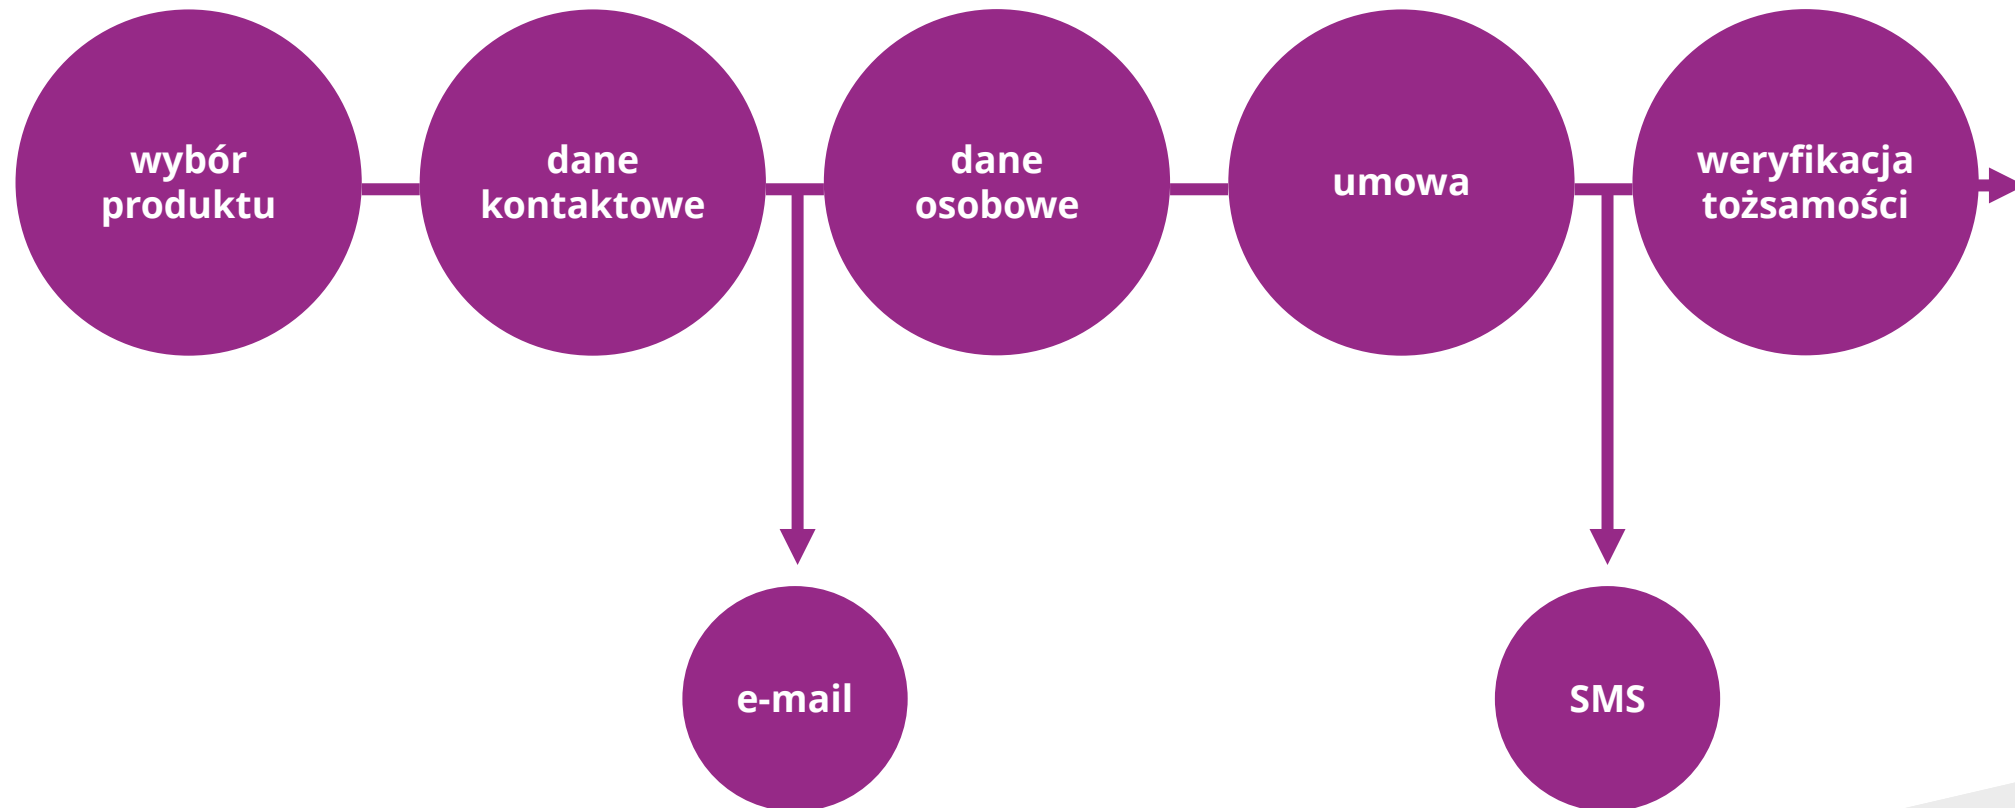 wybór
produktu
dane
kontaktowe
dane
osobowe
umowa
weryfikacja
tożsamości
e-mail
SMS